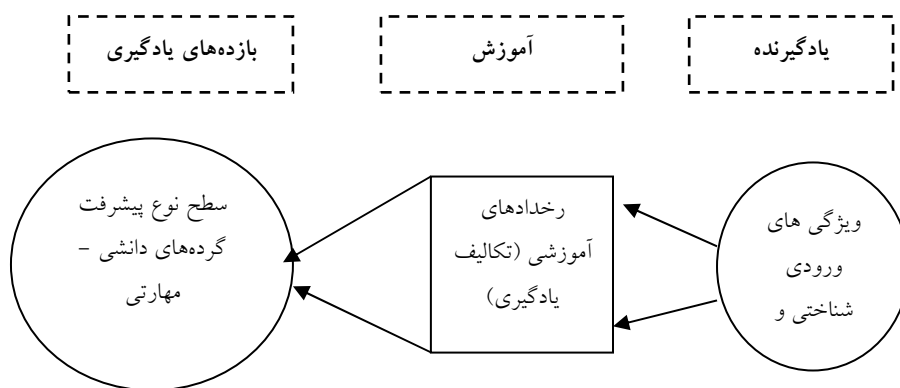 یادگیرنده
آموزش
بازده‌های یادگیری
ویژگی های
ورودی
شناختی و
رخدادهای
آموزشی (تکالیف
یادگیری)
سطح نوع پیشرفت
گرده‌های دانشی –
مهارتی